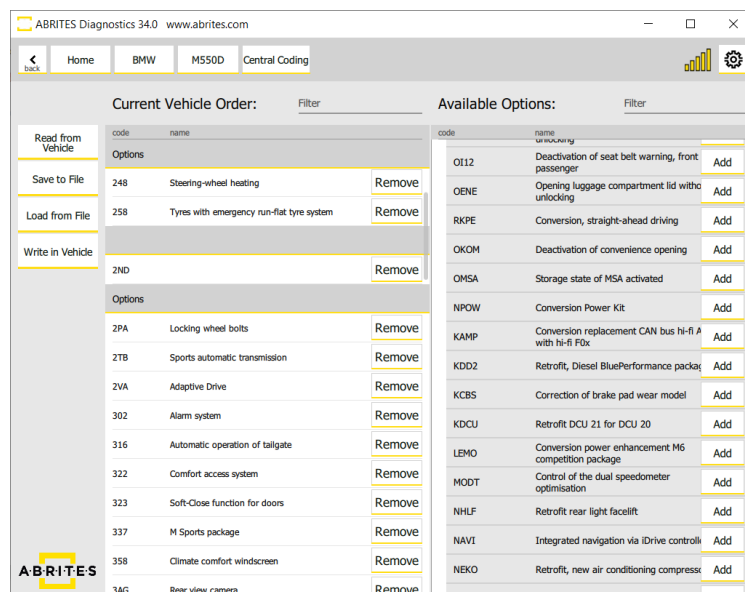 ABRITES Diagnostics 34.0 www.abrites.com
back
Home
BMW
M550D
Central Coding
Current Vehicle Order:
Filter
Available Options:
Filter
Read from
Vehicle
Save to File
Load from File
Write in Vehicle
code name
Options
248 Steering-wheel heating Remove
258 Tyres with emergency run-flat tyre system Remove
2ND Remove
Options
2PA Locking wheel bolts Remove
2TB Sports automatic transmission Remove
2VA Adaptive Drive Remove
302 Alarm system Remove
316 Automatic operation of tailgate Remove
322 Comfort access system Remove
323 Soft-Close function for doors Remove
337 M Sports package Remove
358 Climate comfort windscreen Remove
3AG Rear view camera Remove
code name
unlocking
OI12 Deactivation of seat belt warning, front
passenger Add
OENE Opening luggage compartment lid witho
unlocking Add
RKPE Conversion, straight-ahead driving Add
OKOM Deactivation of convenience opening Add
OMSA Storage state of MSA activated Add
NPOW Conversion Power Kit Add
KAMP Conversion replacement CAN bus hi-fi A
with hi-fi F0x Add
KDD2 Retrofit, Diesel BluePerformance packag Add
KCBS Correction of brake pad wear model Add
KDCU Retrofit DCU 21 for DCU 20 Add
LEMO Conversion power enhancement M6
competition package Add
MODT Control of the dual speedometer
optimisation Add
NHLF Retrofit rear light facelift Add
NAVI Integrated navigation via iDrive controlle Add
NEKO Retrofit, new air conditioning compresso Add
A·B·R·I·T·E·S